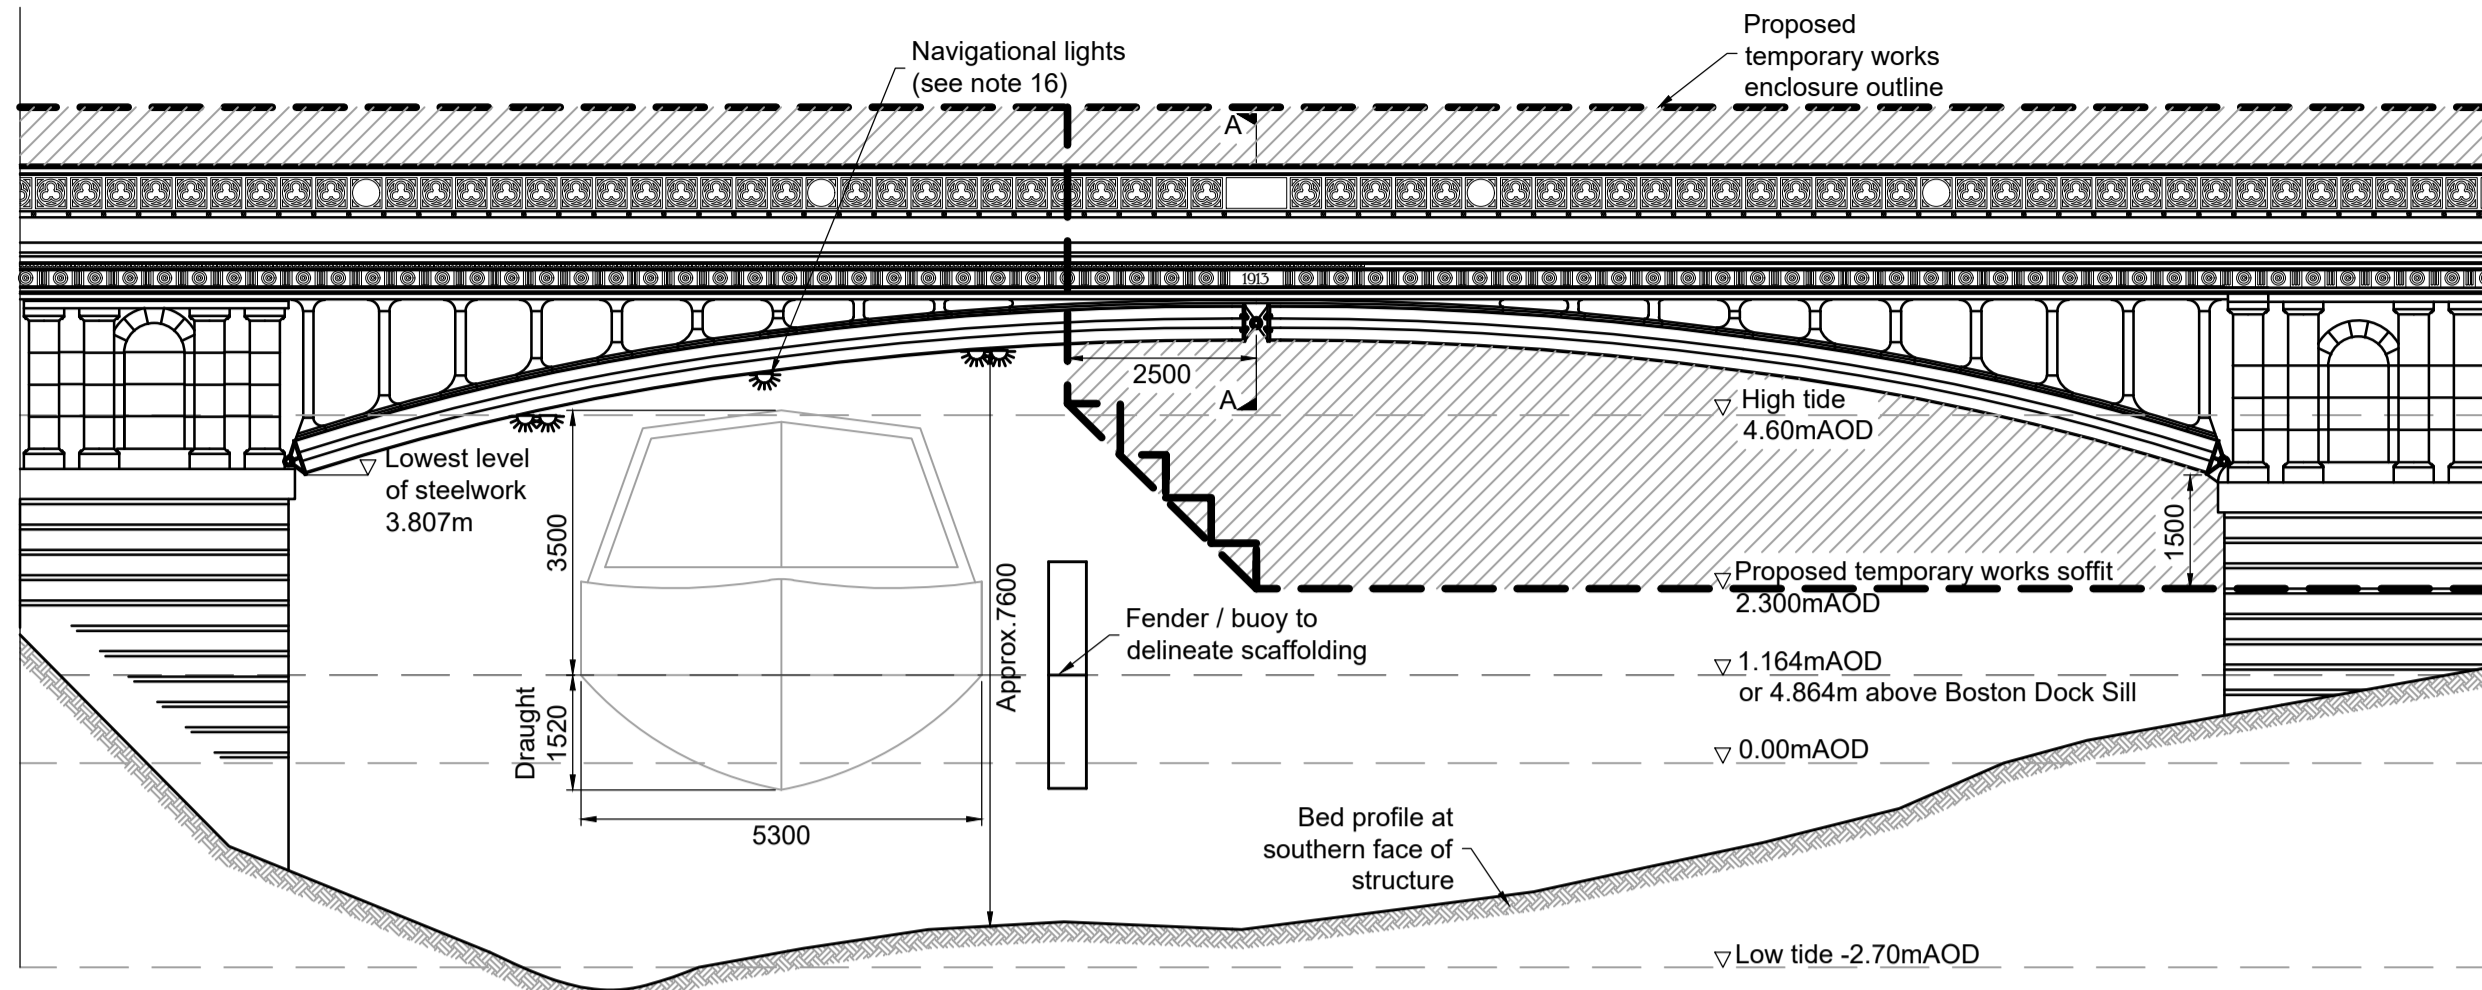 Proposed
temporary works
enclosure outline
Navigational lights
(see note 16)
A
1913
2500
A
High tide
4.60mAOD
Lowest level
of steelwork
3.807m
3500
1500
Proposed temporary works soffit
2.300mAOD
Approx.7600
Fender / buoy to
delineate scaffolding
1.164mAOD
or 4.864m above Boston Dock Sill
Draught
1520
0.00mAOD
5300
Bed profile at
southern face of
structure
Low tide -2.70mAOD